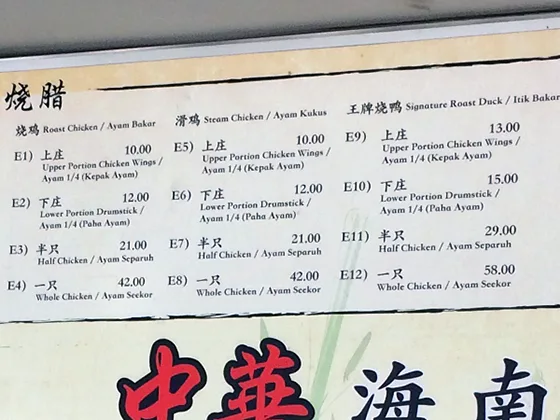 烧腊
烧鸡 Roast Chicken / Ayam Bakar
E1) 上庄 10.00
Upper Portion Chicken Wings /
Ayam 1/4 (Kepak Ayam)
E2) 下庄 12.00
Lower Portion Drumstick /
Ayam 1/4 (Paha Ayam)
E3) 半只 21.00
Half Chicken / Ayam Separuh
E4) 一只 42.00
Whole Chicken / Ayam Seekor
滑鸡 Steam Chicken / Ayam Kukus
E5) 上庄 10.00
Upper Portion Chicken Wings /
Ayam 1/4 (Kepak Ayam)
E6) 下庄 12.00
Lower Portion Drumstick /
Ayam 1/4 (Paha Ayam)
E7) 半只 21.00
Half Chicken / Ayam Separuh
E8) 一只 42.00
Whole Chicken / Ayam Seekor
王牌烧鸭 Signature Roast Duck / Itik Bakar
E9) 上庄 13.00
Upper Portion Chicken Wings /
Ayam 1/4 (Kepak Ayam)
E10) 下庄 15.00
Lower Portion Drumstick /
Ayam 1/4 (Paha Ayam)
E11) 半只 29.00
Half Chicken / Ayam Separuh
E12) 一只 58.00
Whole Chicken / Ayam Seekor
中華海南